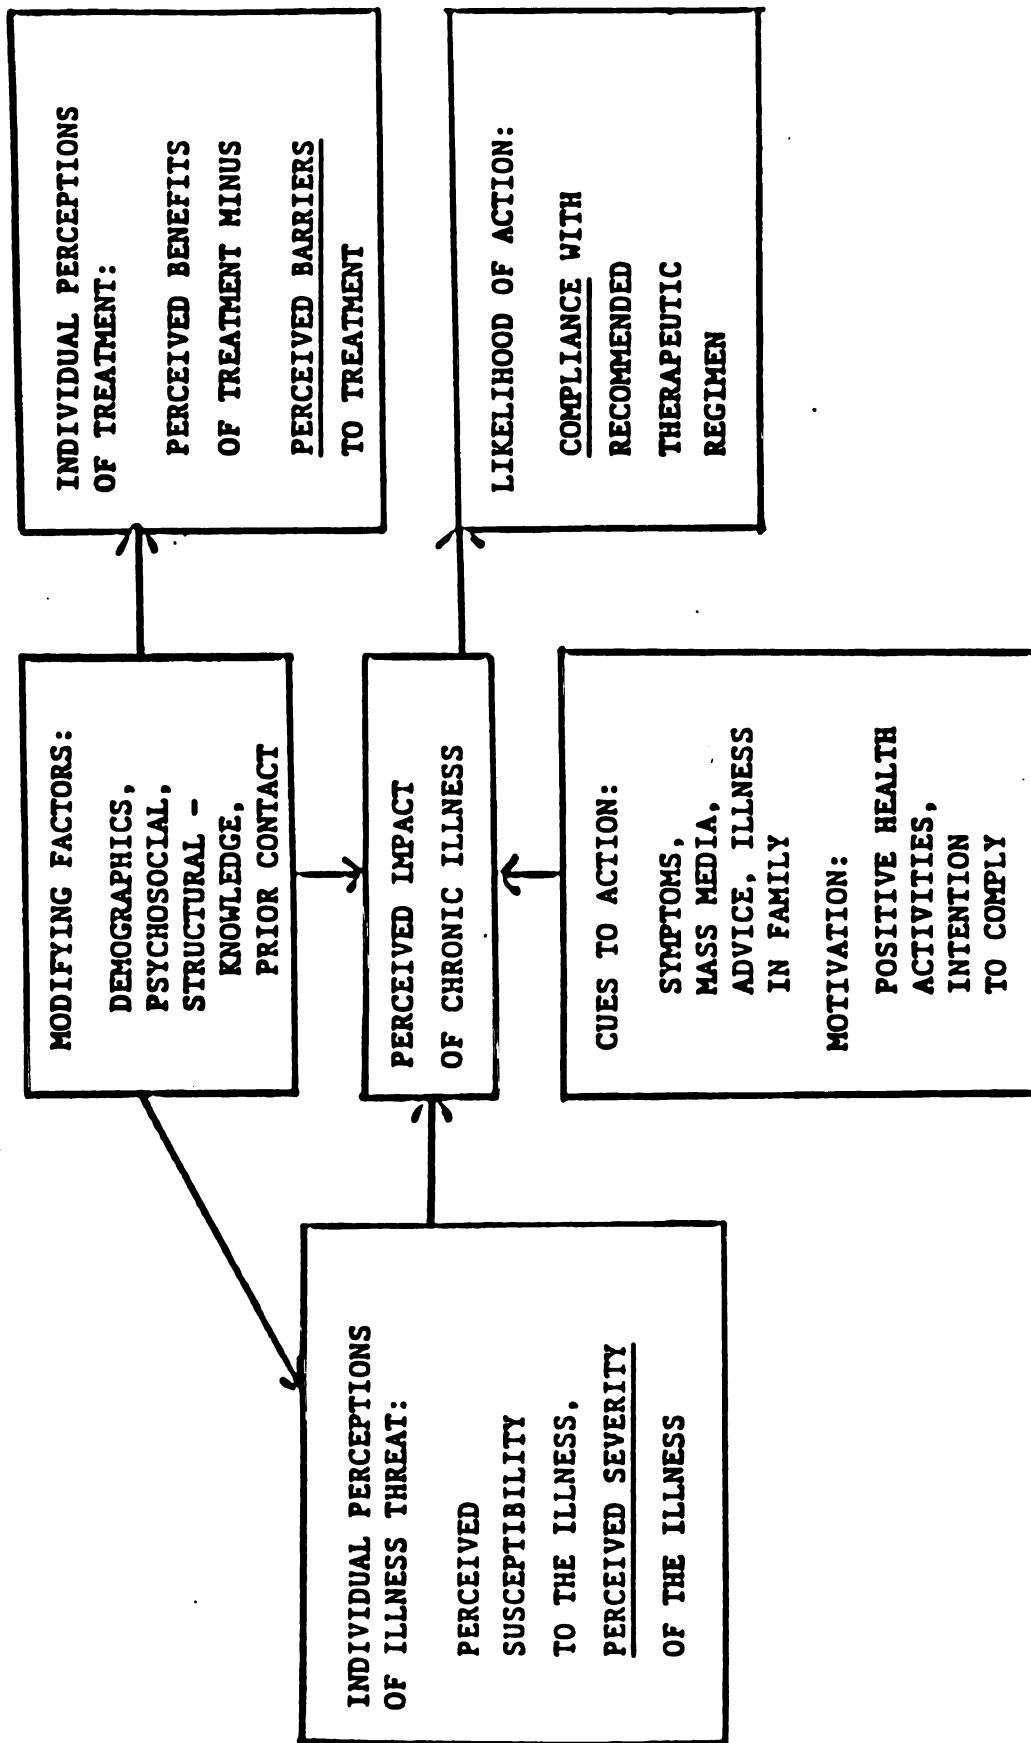 INDIVIDUAL PERCEPTIONS
OF ILLNESS THREAT:
PERCEIVED
SUSCEPTIBILITY
TO THE ILLNESS,
PERCEIVED SEVERITY
OF THE ILLNESS
MODIFYING FACTORS:
DEMOGRAPHICS,
PSYCHOSOCIAL,
STRUCTURAL –
KNOWLEDGE,
PRIOR CONTACT
PERCEIVED IMPACT
OF CHRONIC ILLNESS
CUES TO ACTION:
SYMPTOMS,
MASS MEDIA,
ADVICE, ILLNESS
IN FAMILY
MOTIVATION:
POSITIVE HEALTH
ACTIVITIES,
INTENTION
TO COMPLY
INDIVIDUAL PERCEPTIONS
OF TREATMENT:
PERCEIVED BENEFITS
OF TREATMENT MINUS
PERCEIVED BARRIERS
TO TREATMENT
LIKELIHOOD OF ACTION:
COMPLIANCE WITH
RECOMMENDED
THERAPEUTIC
REGIMEN